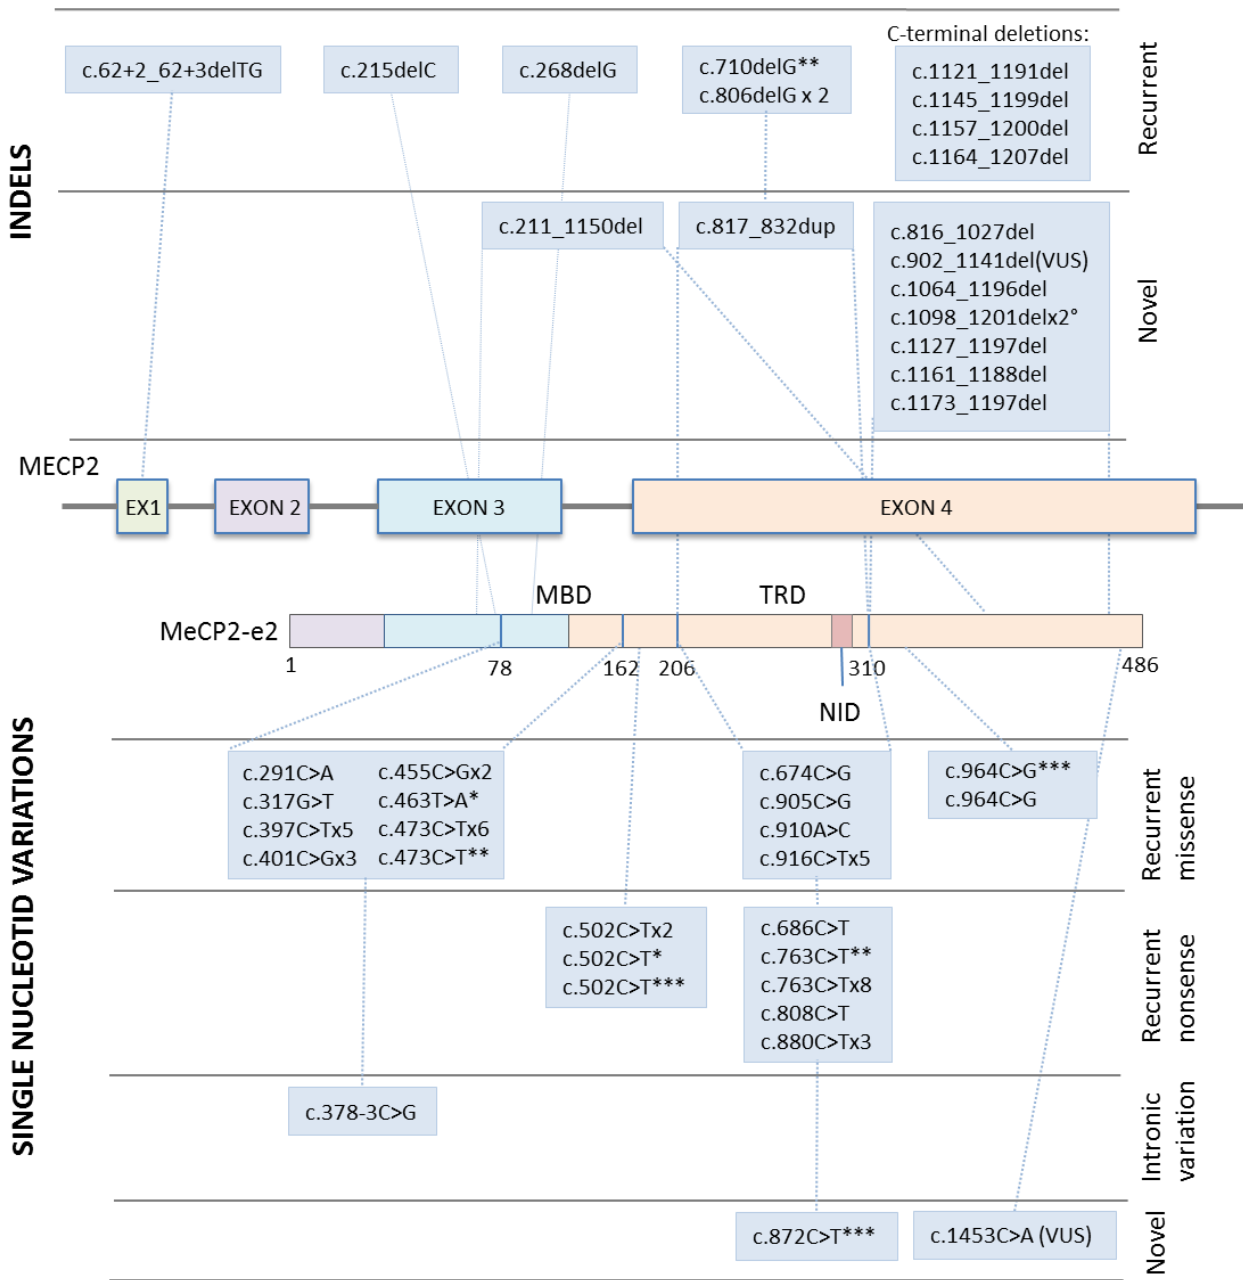 INDELS
c.62+2_62+3delTG
c.215delC
c.268delG
c.710delG**
c.806delG x 2
C-terminal deletions:
c.1121_1191del
c.1145_1199del
c.1157_1200del
c.1164_1207del
Recurrent
c.211_1150del
c.817_832dup
c.816_1027del
c.902_1141del(VUS)
c.1064_1196del
c.1098_1201delx2°
c.1127_1197del
c.1161_1188del
c.1173_1197del
Novel
MECP2
EX1
EXON 2
EXON 3
EXON 4
MBD
TRD
MeCP2-e2
1
78
162
206
310
486
NID
SINGLE NUCLEOTID VARIATIONS
c.291C>A
c.317G>T
c.397C>Tx5
c.401C>Gx3
c.455C>Gx2
c.463T>A*
c.473C>Tx6
c.473C>T**
c.674C>G
c.905C>G
c.910A>C
c.916C>Tx5
c.964C>G***
c.964C>G
Recurrent
missense
c.502C>Tx2
c.502C>T*
c.502C>T***
c.686C>T
c.763C>T**
c.763C>Tx8
c.808C>T
c.880C>Tx3
Recurrent
nonsense
c.378-3C>G
Intronic
variation
c.872C>T***
c.1453C>A (VUS)
Novel